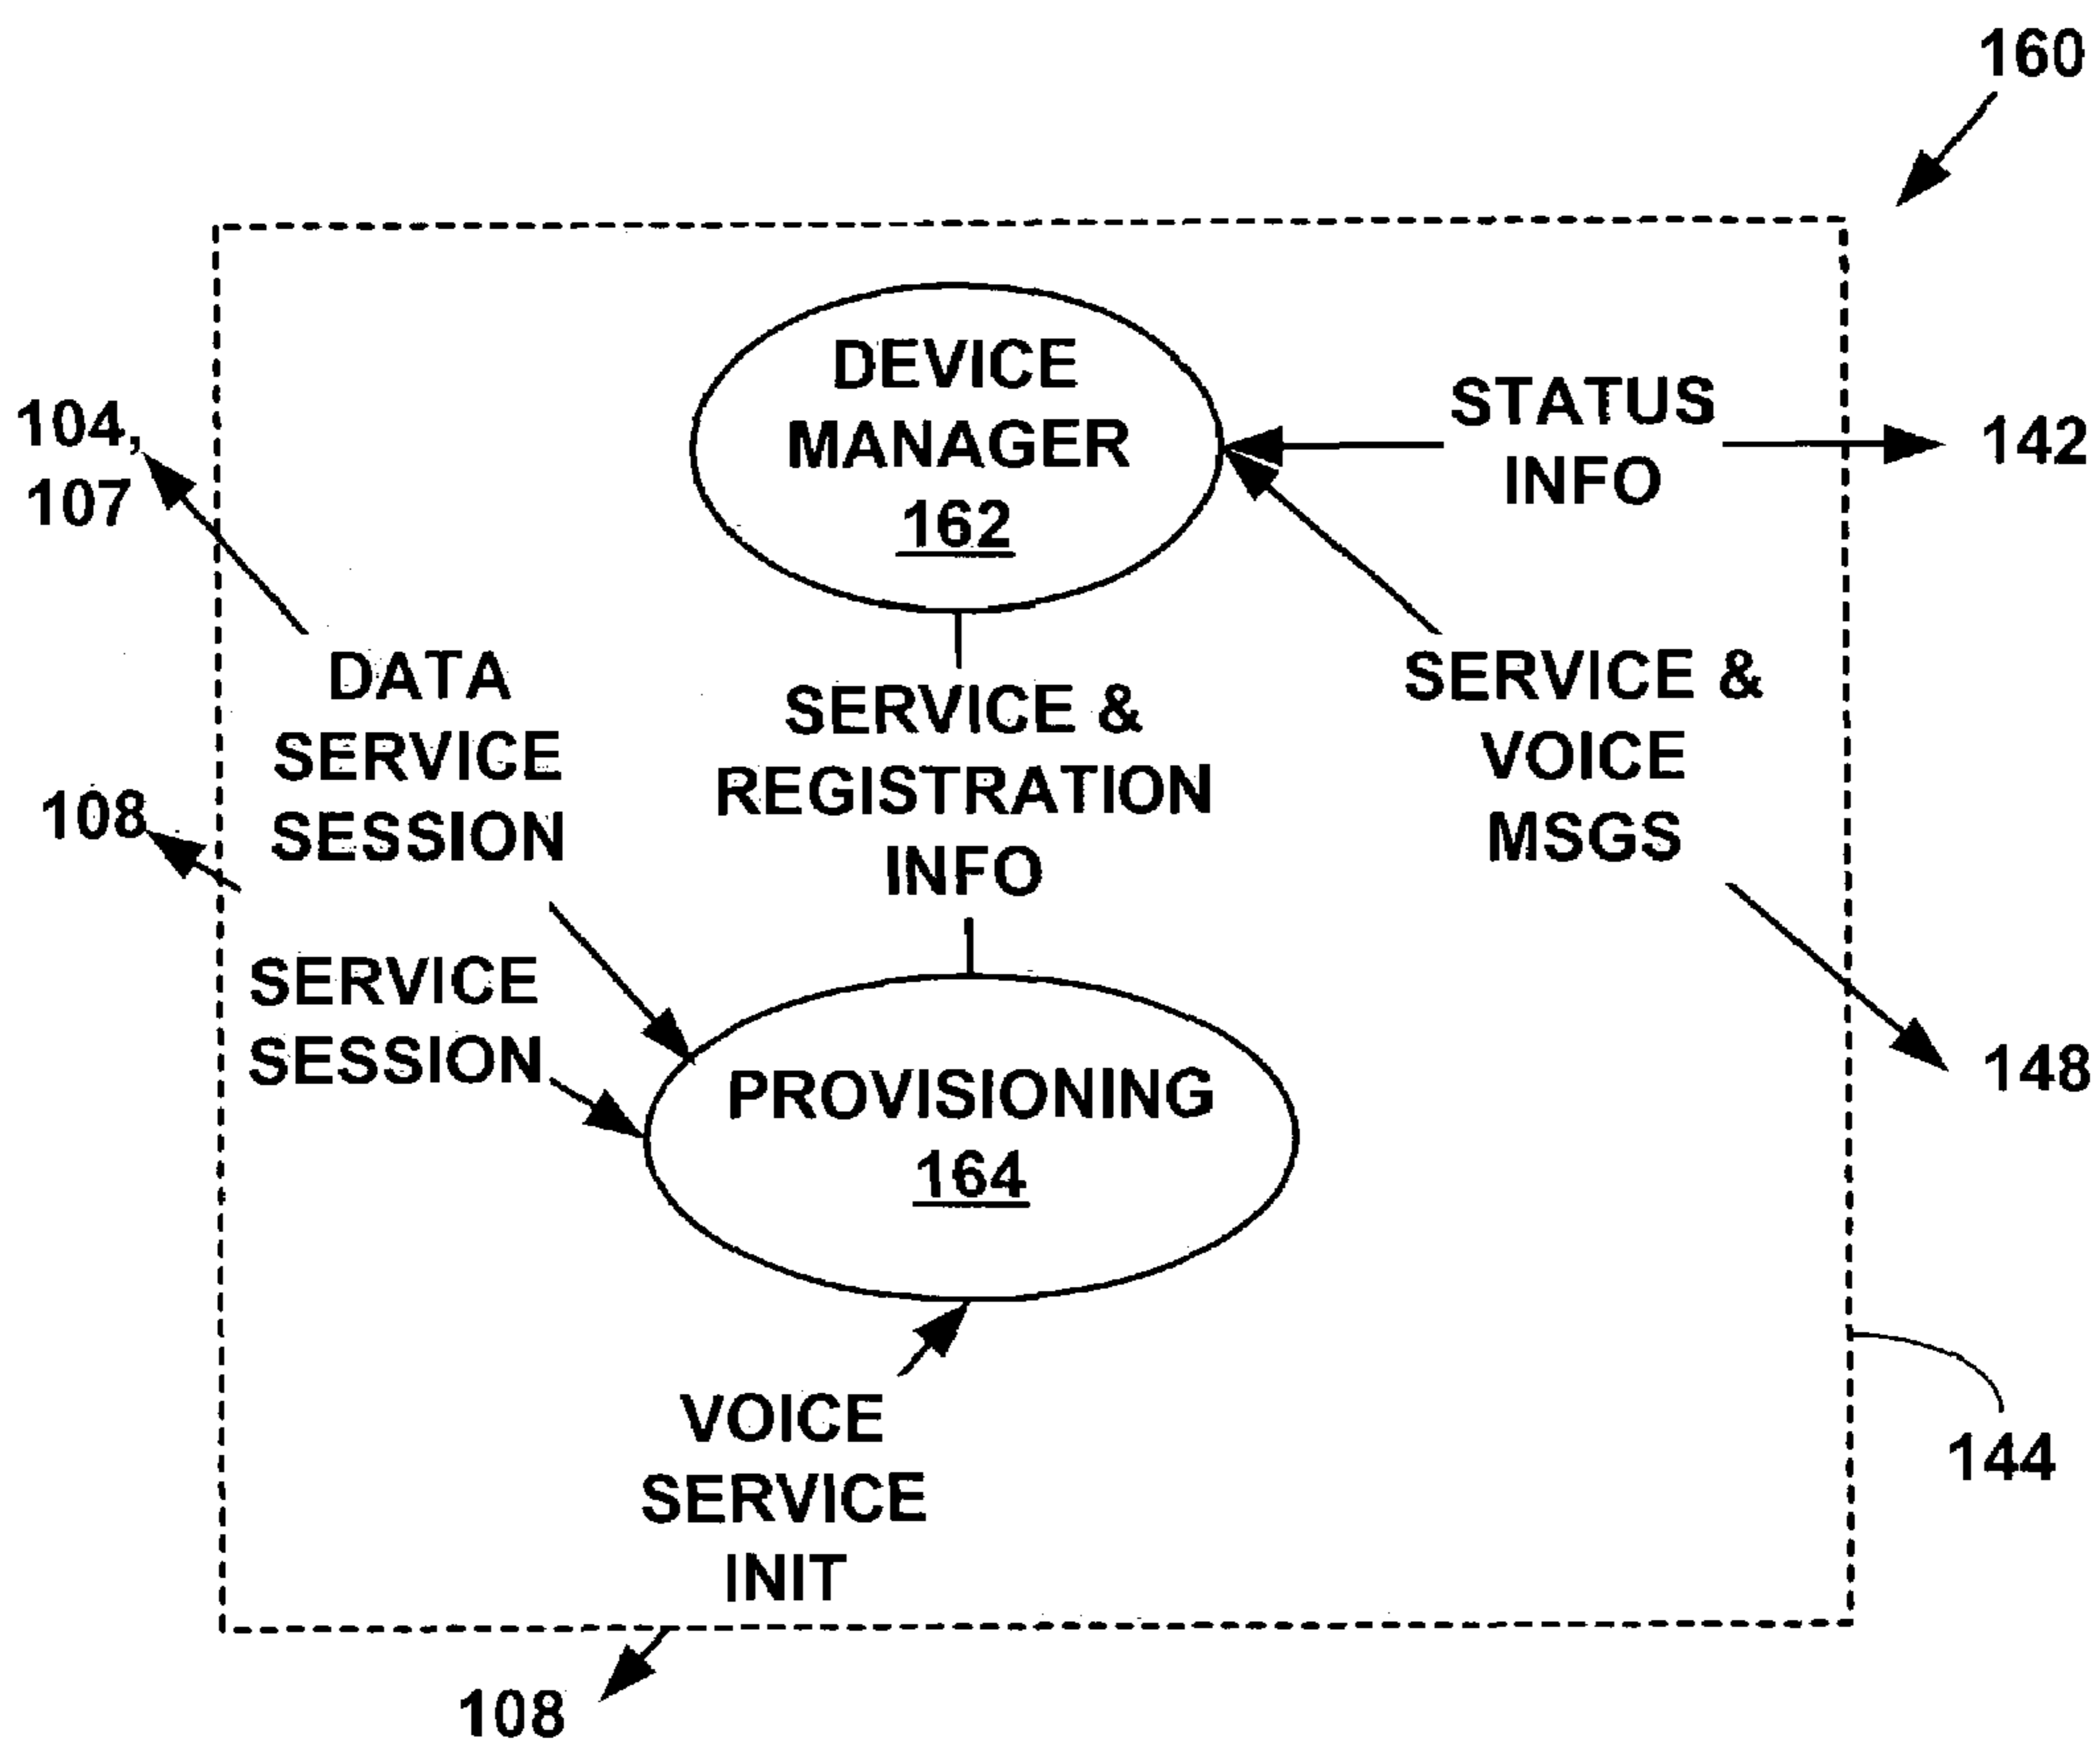 160
DEVICE
MANAGER
162
STATUS
INFO
142
104,
107
DATA
SERVICE
SESSION
SERVICE &
REGISTRATION
INFO
SERVICE &
VOICE
MSGS
108
SERVICE
SESSION
PROVISIONING
164
148
VOICE
SERVICE
INIT
144
108